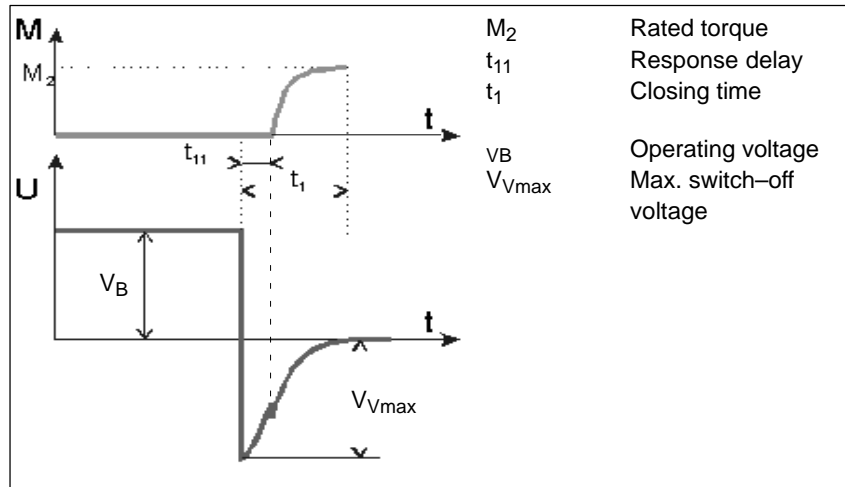 M
M2
t
t11
t1
U
VB
t
VVmax
M2 Rated torque
t11 Response delay
t1 Closing time
VB Operating voltage
VVmax Max. switch–off
voltage